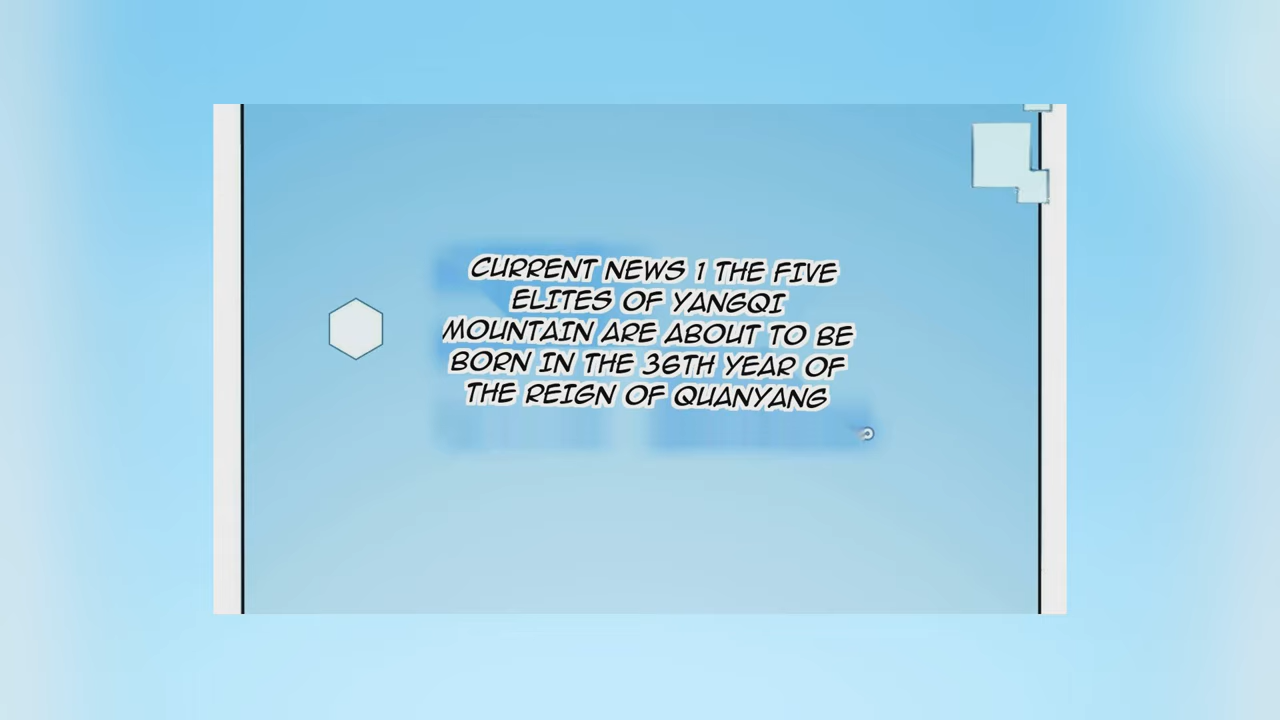 CURRENT NEWS 1 THE FIVE
ELITES OF YANGQI
MOUNTAIN ARE ABOUT TO BE
BORN IN THE 36TH YEAR OF
THE REIGN OF QUANYANG